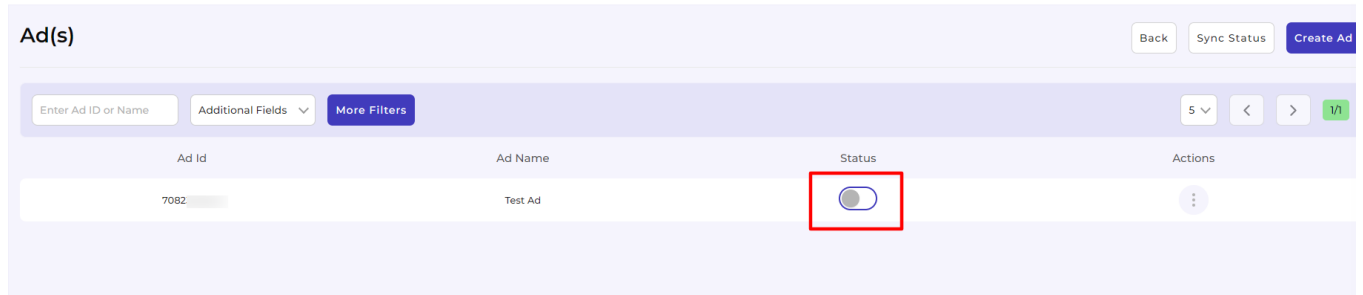 Ad(s)
Back Sync Status Create Ad
Enter Ad ID or Name Additional Fields More Filters 5 1/1
Ad Id Ad Name Status Actions
7082 Test Ad